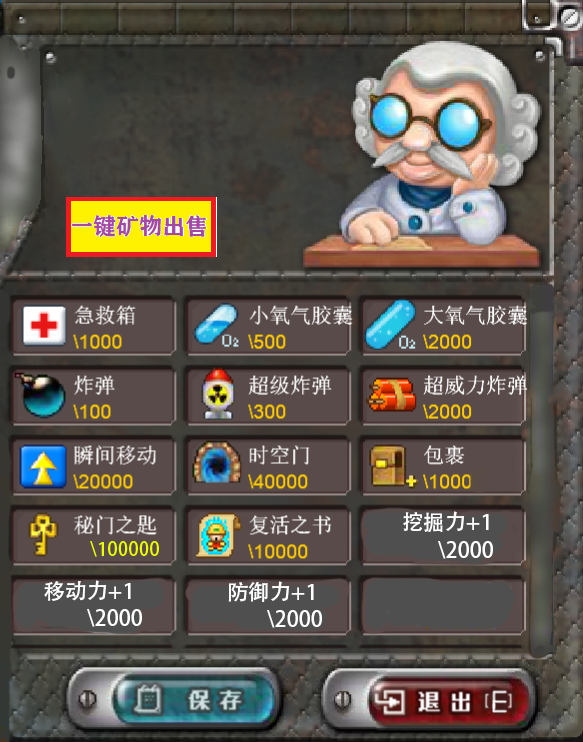 一键矿物出售
急救箱
\1000
小氧气胶囊
\500
O₂
大氧气胶囊
\2000
O₂
炸弹
\100
超级炸弹
\300
超威力炸弹
\2000
瞬间移动
\20000
时空门
\40000
包裹
\1000
秘门之匙
\100000
复活之书
\10000
挖掘力+1
\2000
移动力+1
\2000
防御力+1
\2000
保存
退出[E]